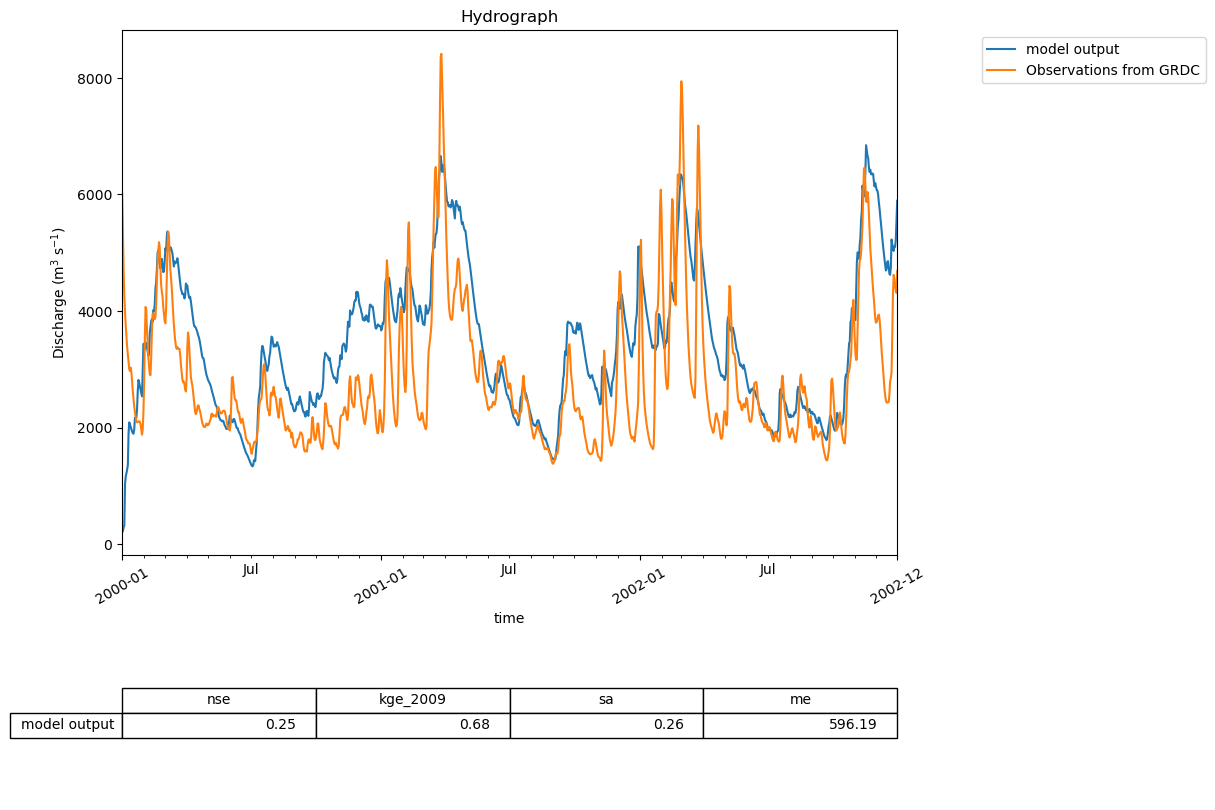 Hydrograph
model output
Observations from GRDC
Discharge (m³ s⁻¹)
8000
6000
4000
2000
0
2000-01
Jul
2001-01
Jul
2002-01
Jul
2002-12
time
nse kge_2009 sa me
model output 0.25 0.68 0.26 596.19